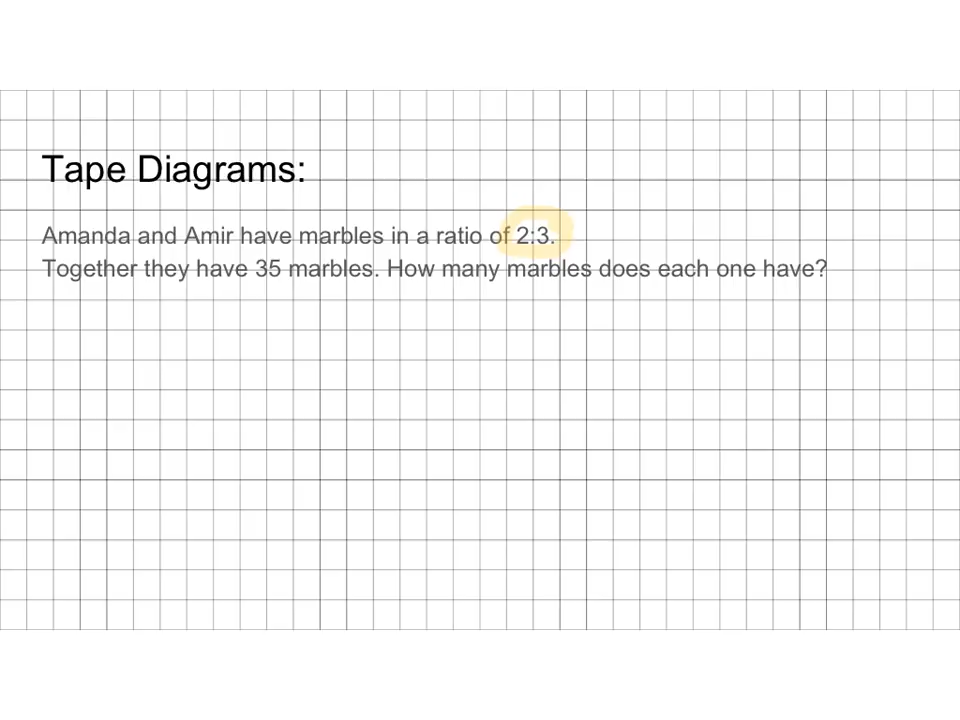 Tape Diagrams:
Amanda and Amir have marbles in a ratio of 2:3.
Together they have 35 marbles. How many marbles does each one have?